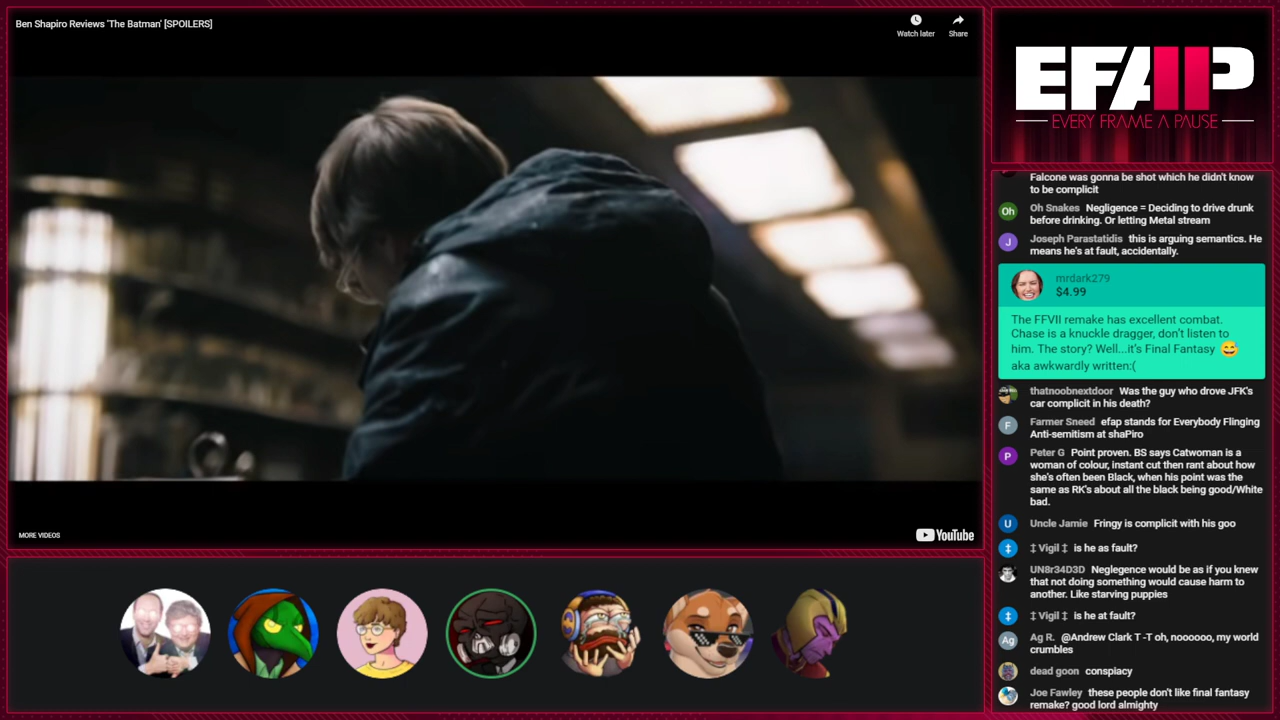 Ben Shapiro Reviews 'The Batman' [SPOILERS]
Watch later
Share
MORE VIDEOS
YouTube
EFAP
EVERY FRAME A PAUSE
Falcone was gonna be shot which he didn't know
to be complicit
Oh
Oh Snakes Negligence = Deciding to drive drunk
before drinking. Or letting Metal stream
J
Joseph Parastatidis this is arguing semantics. He
means he's at fault, accidentally.
mrdark279
$4.99
The FFVII remake has excellent combat.
Chase is a knuckle dragger, don't listen to
him. The story? Well...it's Final Fantasy 😅
aka awkwardly written:(
thatnoobnextdoor Was the guy who drove JFK's
car complicit in his death?
F
Farmer Sneed efap stands for Everybody Flinging
Anti-semitism at shaPiro
P
Peter G Point proven. BS says Catwoman is a
woman of colour, instant cut then rant about how
she's often been Black, when his point was the
same as RK's about all the black being good/White
bad.
U
Uncle Jamie Fringy is complicit with his goo
‡
‡ Vigil ‡ is he as fault?
UN8r34D3D Neglegence would be as if you knew
that not doing something would cause harm to
another. Like starving puppies
‡
‡ Vigil ‡ is he at fault?
Ag
Ag R. @Andrew Clark T -T oh, noooooo, my world
crumbles
dead goon conspiacy
Joe Fawley these people don't like final fantasy
remake? good lord almighty